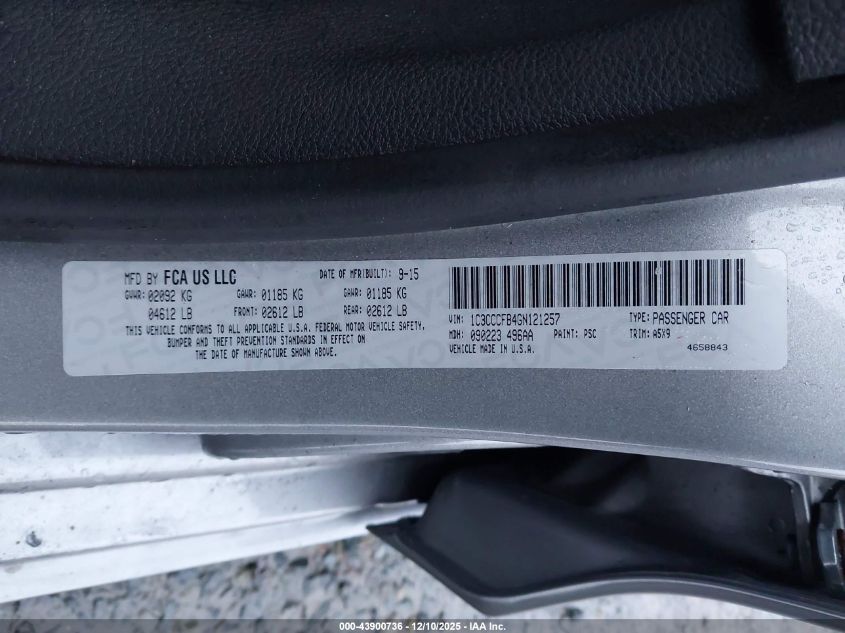 MFD BY FCA US LLC DATE OF MFR(BUILT): 9-15
GVWR: 02092 KG GAWR: 01185 KG GAWR: 01185 KG
04612 LB FRONT: 02612 LB REAR: 02612 LB
THIS VEHICLE CONFORMS TO ALL APPLICABLE U.S.A. FEDERAL MOTOR VEHICLE SAFETY,
BUMPER AND THEFT PREVENTION STANDARDS IN EFFECT ON
THE DATE OF MANUFACTURE SHOWN ABOVE.
VIN: 1C3CCCFB4GN121257 TYPE: PASSENGER CAR
MDH: 090223 496AA PAINT: PSC TRIM: A5X9
VEHICLE MADE IN U.S.A. 4658843
000-43900736 - 12/10/2025 - IAA Inc.